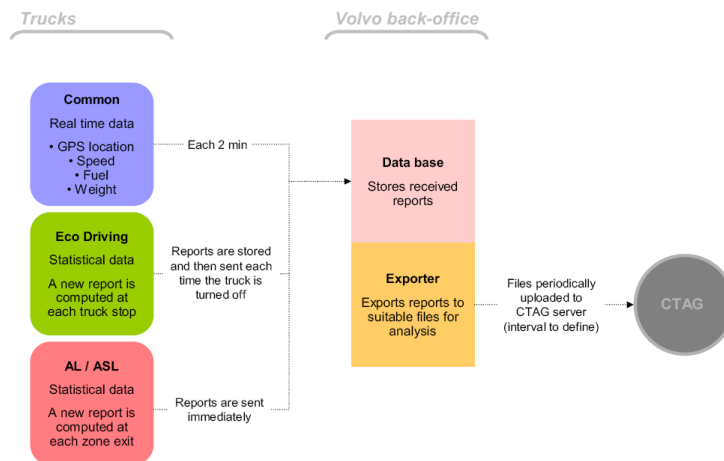 Trucks
Volvo back-office
Common
Real time data
• GPS location
• Speed
• Fuel
• Weight
Each 2 min
Eco Driving
Statistical data
A new report is
computed at
each truck stop
Reports are stored
and then sent each
time the truck is
turned off
AL / ASL
Statistical data
A new report is
computed at
each zone exit
Reports are sent
immediately
Data base
Stores received
reports
Exporter
Exports reports to
suitable files for
analysis
Files periodically
uploaded to
CTAG server
(interval to define)
CTAG